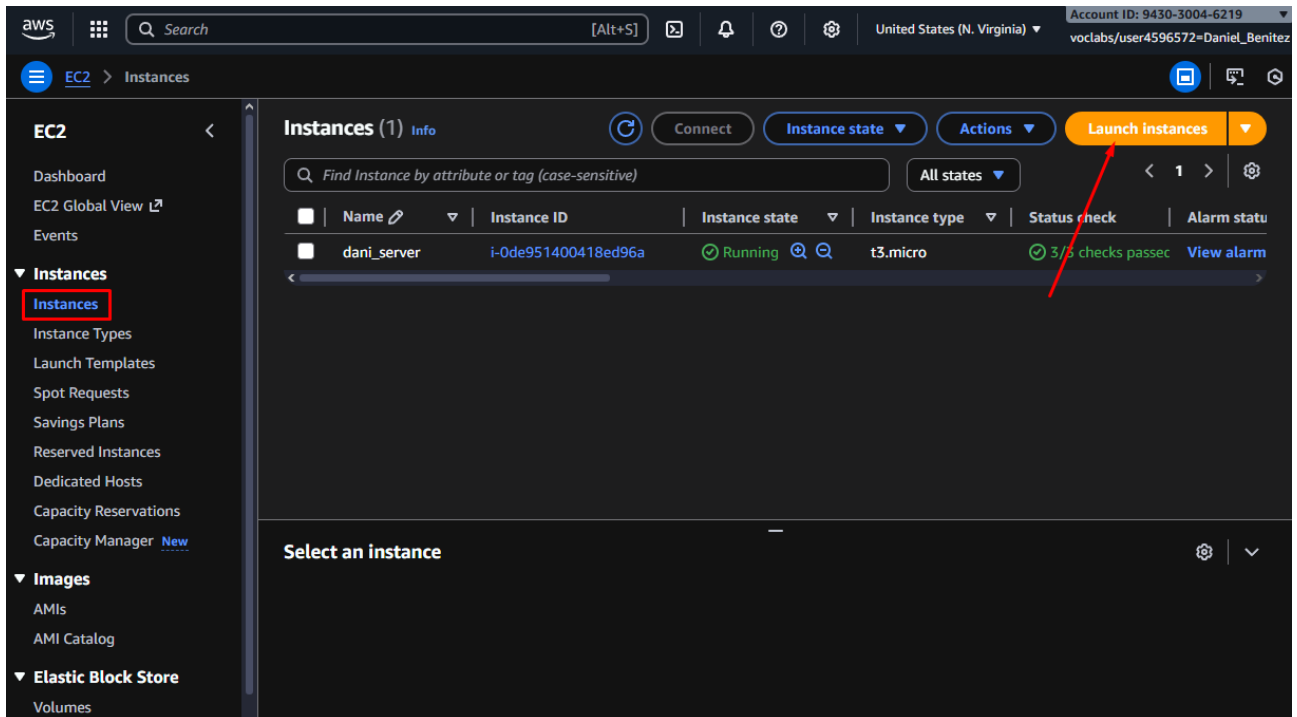 aws
Search [Alt+S] United States (N. Virginia) Account ID: 9430-3004-6219
voclabs/user4596572=Daniel_Benitez
EC2 > Instances
EC2
Dashboard
EC2 Global View
Events
Instances
Instances
Instance Types
Launch Templates
Spot Requests
Savings Plans
Reserved Instances
Dedicated Hosts
Capacity Reservations
Capacity Manager New
Images
AMIs
AMI Catalog
Elastic Block Store
Volumes
Instances (1) Info Connect Instance state Actions Launch instances
Find Instance by attribute or tag (case-sensitive) All states < 1 >
Name Instance ID Instance state Instance type Status check Alarm statu
dani_server i-0de951400418ed96a Running t3.micro 3/3 checks passec View alarm
Select an instance